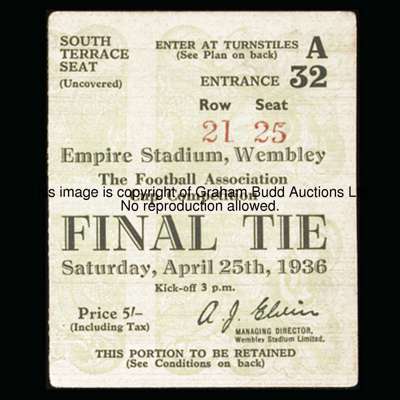 SOUTH TERRACE SEAT
(Uncovered)
ENTER AT TURNSTILES
(See Plan on back)
A
ENTRANCE 32
Row Seat
21 25
Empire Stadium, Wembley
The Football Association
Cup Competition
is image is copyright of Graham Budd Auctions L
No reproduction allowed.
FINAL TIE
Saturday, April 25th, 1936
Kick-off 3 p.m.
Price 5/-
(Including Tax)
A. J. Elvin
MANAGING DIRECTOR,
Wembley Stadium Limited.
THIS PORTION TO BE RETAINED
(See Conditions on back)